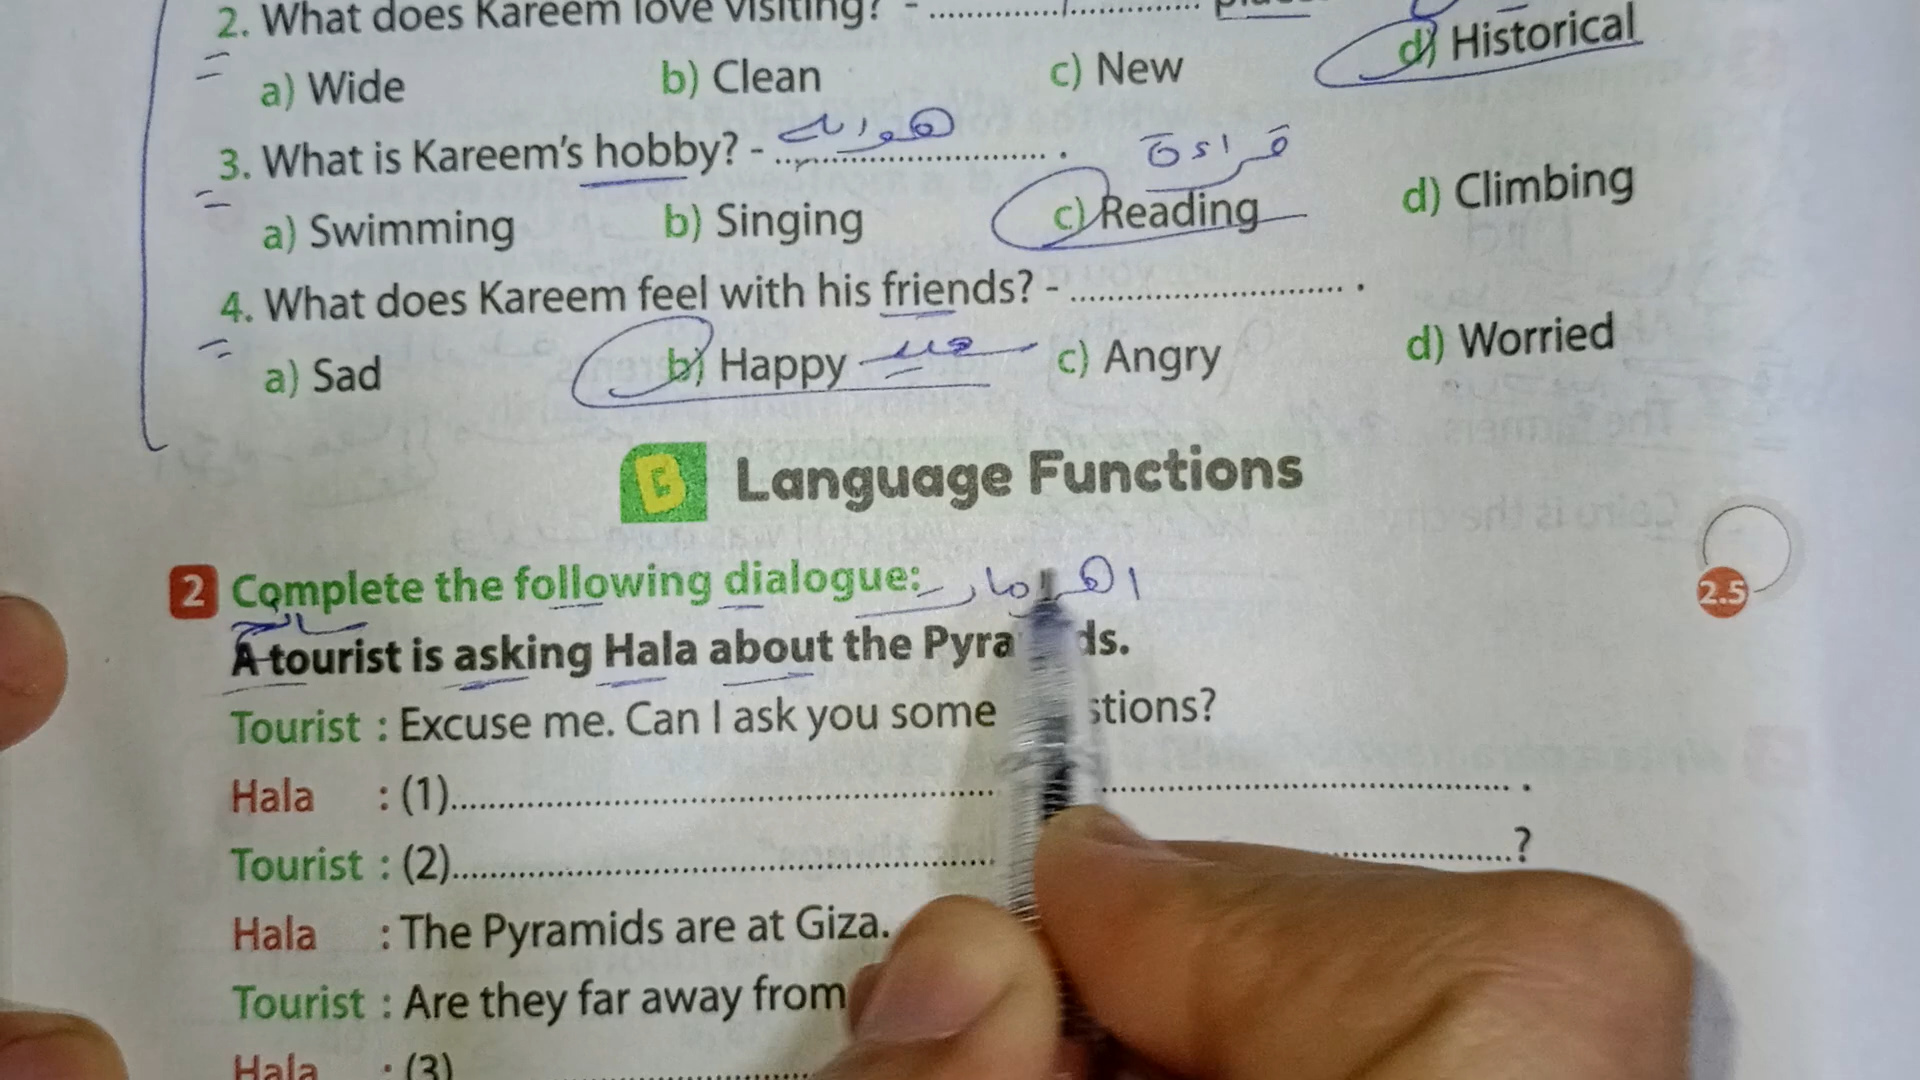 2. What does Kareem love visiting? - ............................
a) Wide b) Clean c) New d) Historical
هواية
3. What is Kareem's hobby? - ............................ .
قراءة
a) Swimming b) Singing c) Reading d) Climbing
4. What does Kareem feel with his friends? - ............................ .
a) Sad b) Happy c) Angry d) Worried
B Language Functions
2 Complete the following dialogue:
2.5
سائح
A tourist is asking Hala about the
Tourist : Excuse me. Can I ask you some
Hala : (1)............................ .
Tourist : (2)............................?
Hala : The Pyramids are at Giza.
Tourist : Are they far away from
Hala : (3)............................